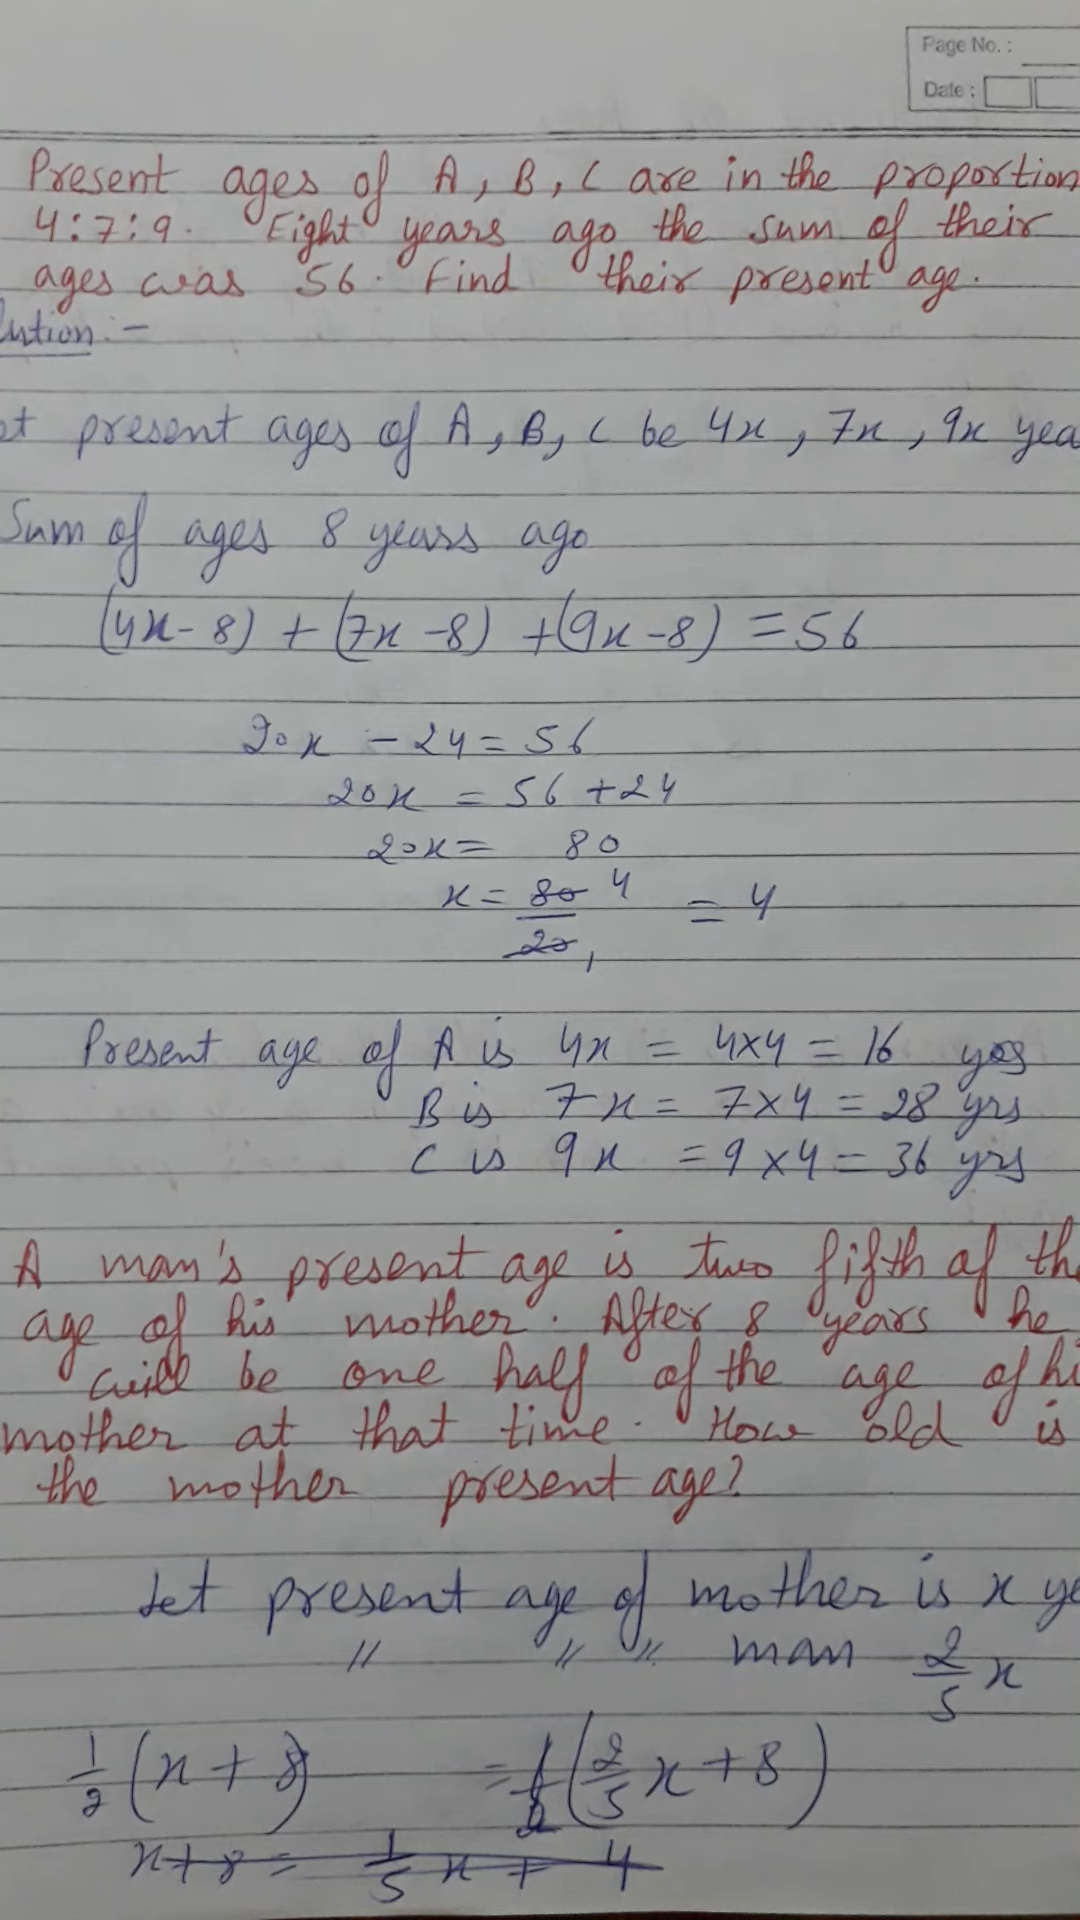 Page No. :
Date :
Present ages of A, B, C are in the proportion
4:7:9. Eight years ago the sum of their
ages was 56. Find their present age.
lution :-
et present ages of A, B, C be 4x, 7x, 9x yea
Sum of ages 8 years ago
(4x-8) + (7x-8) + (9x-8) = 56
20x - 24 = 56
20x = 56 + 24
20x = 80
x = 80/20 4 1 = 4
Present age of A is 4x = 4×4 = 16 yrs
B is 7x = 7×4 = 28 yrs
C is 9x = 9×4 = 36 yrs
A man's present age is two fifth of the
age of his mother. After 8 years he
will be one half of the age of hi
mother at that time. How old is
the mother present age?
Let present age of mother is x ye
" " " man 2/5 x
1/2 (x + 8) = 1/2 (2/5 x + 8)
x + 8 = 1/5 x + 4